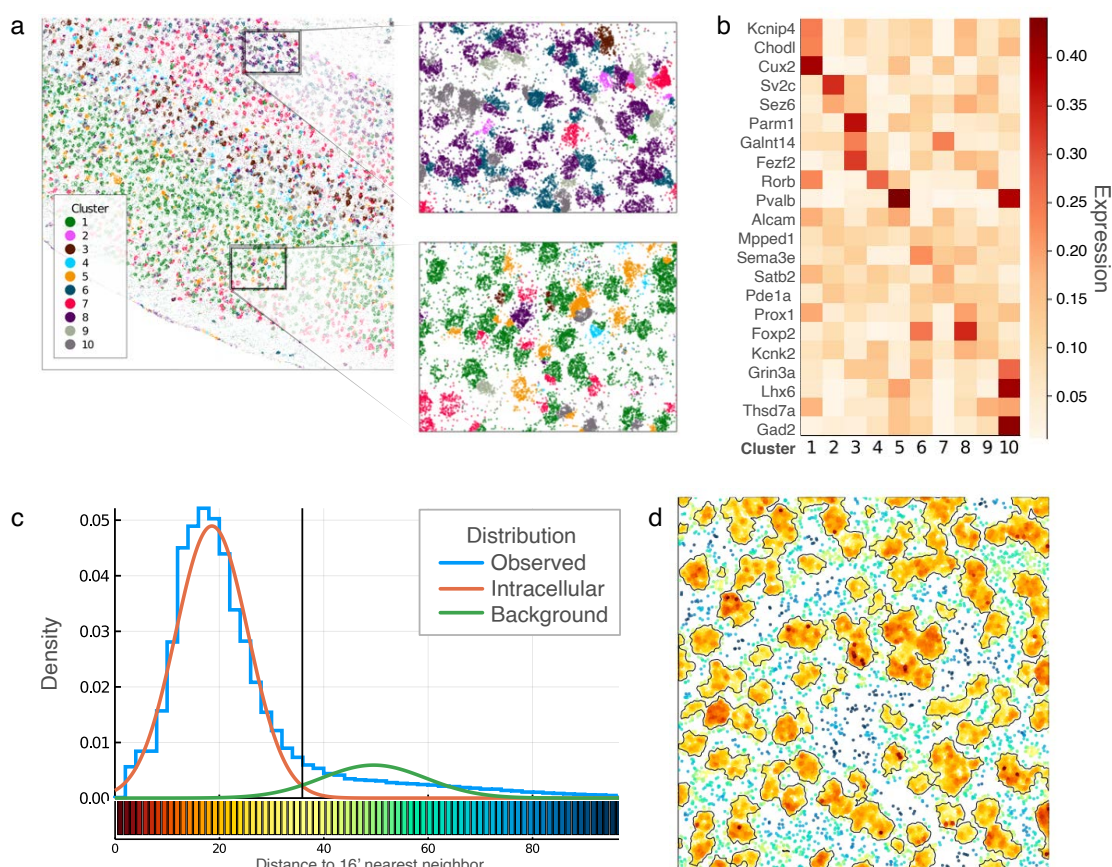 a
Cluster
1
2
3
4
5
6
7
8
9
10
b
Kcnip4
Chodl
Cux2
Sv2c
Sez6
Parm1
Galnt14
Fezf2
Rorb
Pvalb
Alcam
Mpped1
Sema3e
Satb2
Pde1a
Prox1
Foxp2
Kcnk2
Grin3a
Lhx6
Thsd7a
Gad2
Cluster 1 2 3 4 5 6 7 8 9 10
0.40
0.35
0.30
0.25
0.20
0.15
0.10
0.05
Expression
c
Density
0.05
0.04
0.03
0.02
0.01
0.00
Distribution
Observed
Intracellular
Background
0 20 40 60 80
Distance to 16' nearest neighbor
d